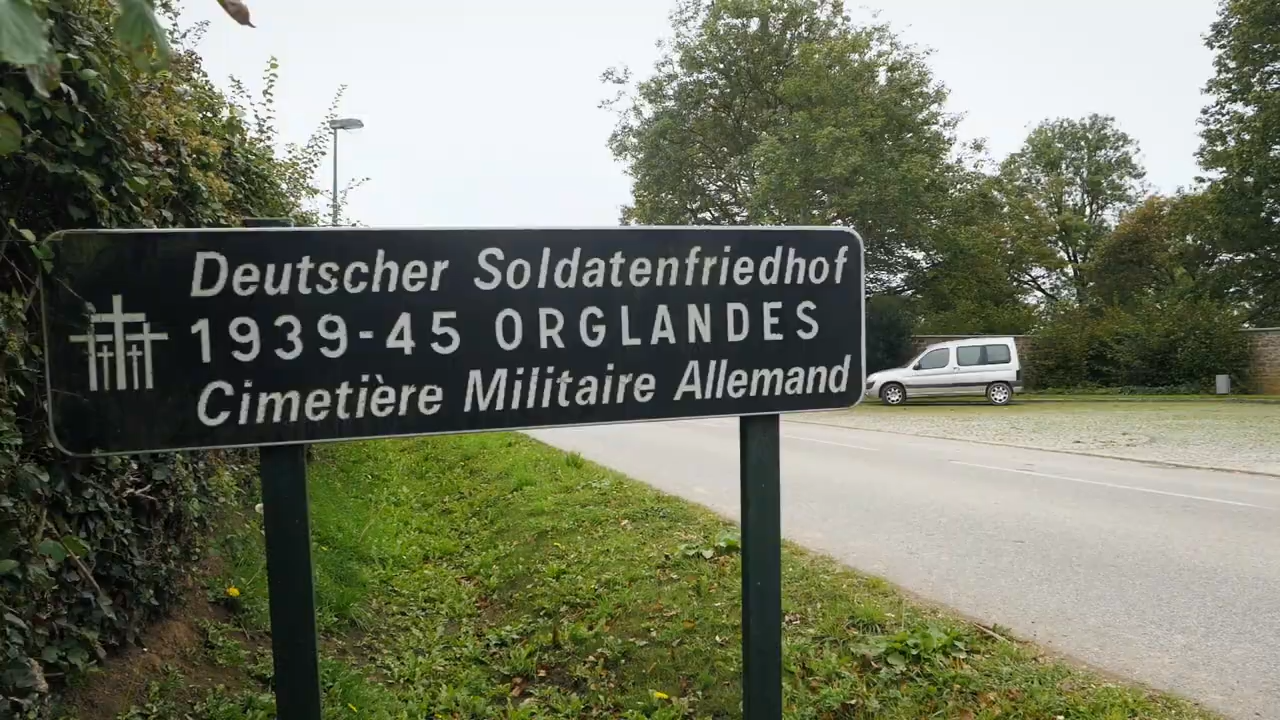 Deutscher Soldatenfriedhof
1939-45 ORGLANDES
Cimetière Militaire Allemand